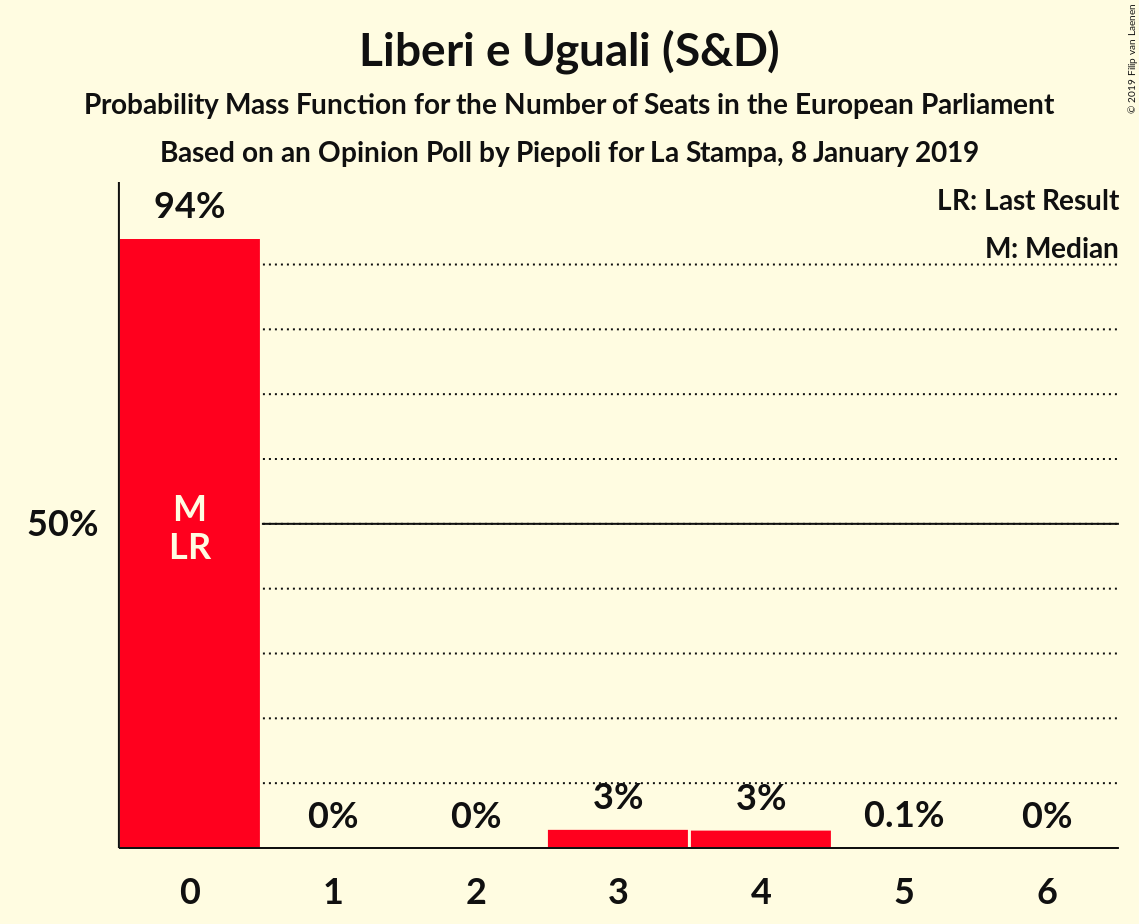 Liberi e Uguali (S&D)
Probability Mass Function for the Number of Seats in the European Parliament
Based on an Opinion Poll by Piepoli for La Stampa, 8 January 2019
© 2019 Filip van Laenen
LR: Last Result
M: Median
94%
50%
M
LR
0%
0%
3%
3%
0.1%
0%
0
1
2
3
4
5
6